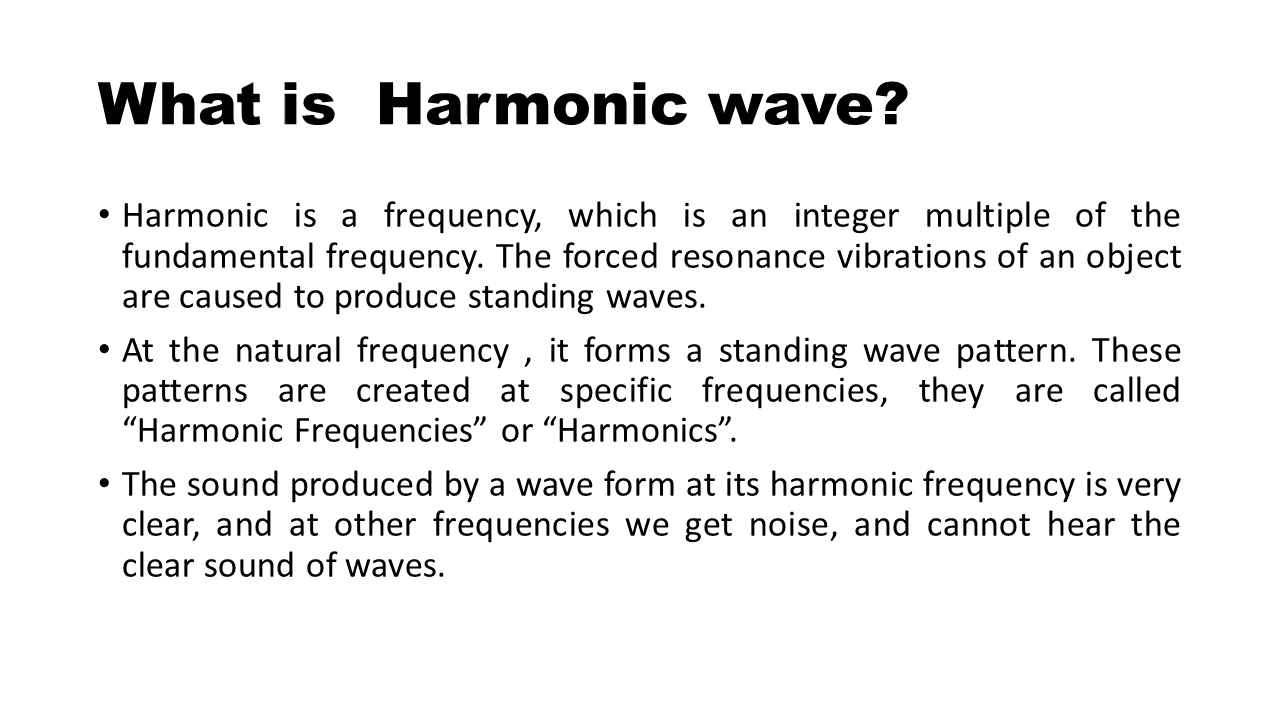 What is  Harmonic wave?
• Harmonic is a frequency, which is an integer multiple of the
fundamental frequency. The forced resonance vibrations of an object
are caused to produce standing waves.
• At the natural frequency , it forms a standing wave pattern. These
patterns are created at specific frequencies, they are called
“Harmonic Frequencies” or “Harmonics”.
• The sound produced by a wave form at its harmonic frequency is very
clear, and at other frequencies we get noise, and cannot hear the
clear sound of waves.